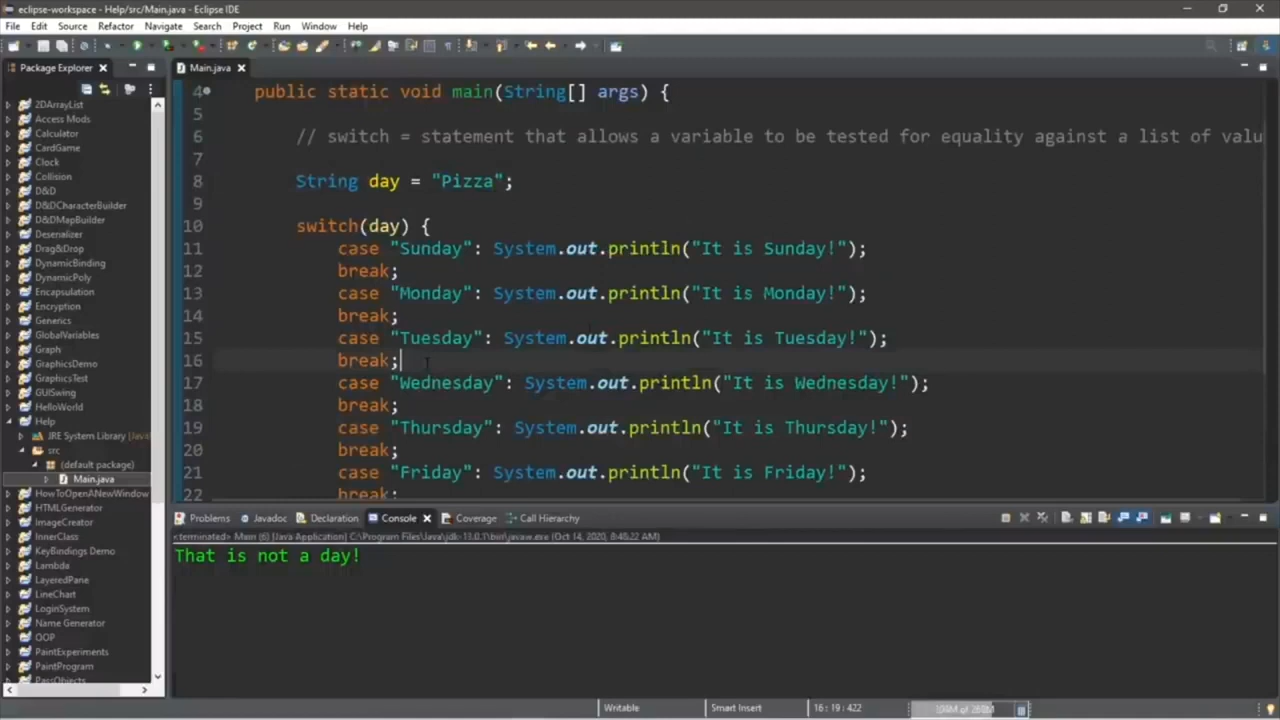 eclipse-workspace - Help/src/Main.java - Eclipse IDE
File Edit Source Refactor Navigate Search Project Run Window Help
Package Explorer
Main.java
2DArrayList
Access Mods
Calculator
CardGame
Clock
Collision
D&D
D&DCharacterBuilder
D&DMapBuilder
Deserializer
Drag&Drop
DynamicBinding
DynamicPoly
Encapsulation
Encryption
Generics
GlobalVariables
Graph
GraphicsDemo
GraphicsTest
GUISwing
HelloWorld
Help
JRE System Library [Java
src
(default package)
Main.java
HowToOpenANewWindow
HTMLGenerator
ImageCreator
InnerClass
KeyBindings Demo
Lambda
LayeredPane
LineChart
LoginSystem
Name Generator
OOP
PaintExperiments
PaintProgram
PassObjects
4 public static void main(String[] args) {
5
6 // switch = statement that allows a variable to be tested for equality against a list of valu
7
8 String day = "Pizza";
9
10 switch(day) {
11 case "Sunday": System.out.println("It is Sunday!");
12 break;
13 case "Monday": System.out.println("It is Monday!");
14 break;
15 case "Tuesday": System.out.println("It is Tuesday!");
16 break;
17 case "Wednesday": System.out.println("It is Wednesday!");
18 break;
19 case "Thursday": System.out.println("It is Thursday!");
20 break;
21 case "Friday": System.out.println("It is Friday!");
22 break;
Problems Javadoc Declaration Console Coverage Call Hierarchy
<terminated> Main (6) [Java Application] C:\Program Files\Java\jdk-13.0.1\bin\javaw.exe (Oct 14, 2020, 8:48:22 AM)
That is not a day!
Writable Smart Insert 16 : 19 : 422